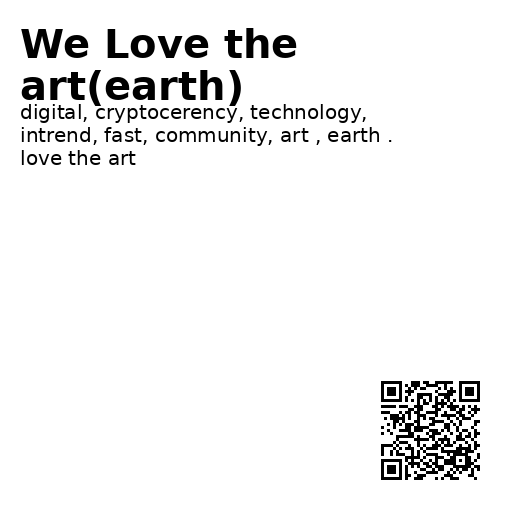 We Love the
art(earth)
digital, cryptocerency, technology,
intrend, fast, community, art , earth .
love the art